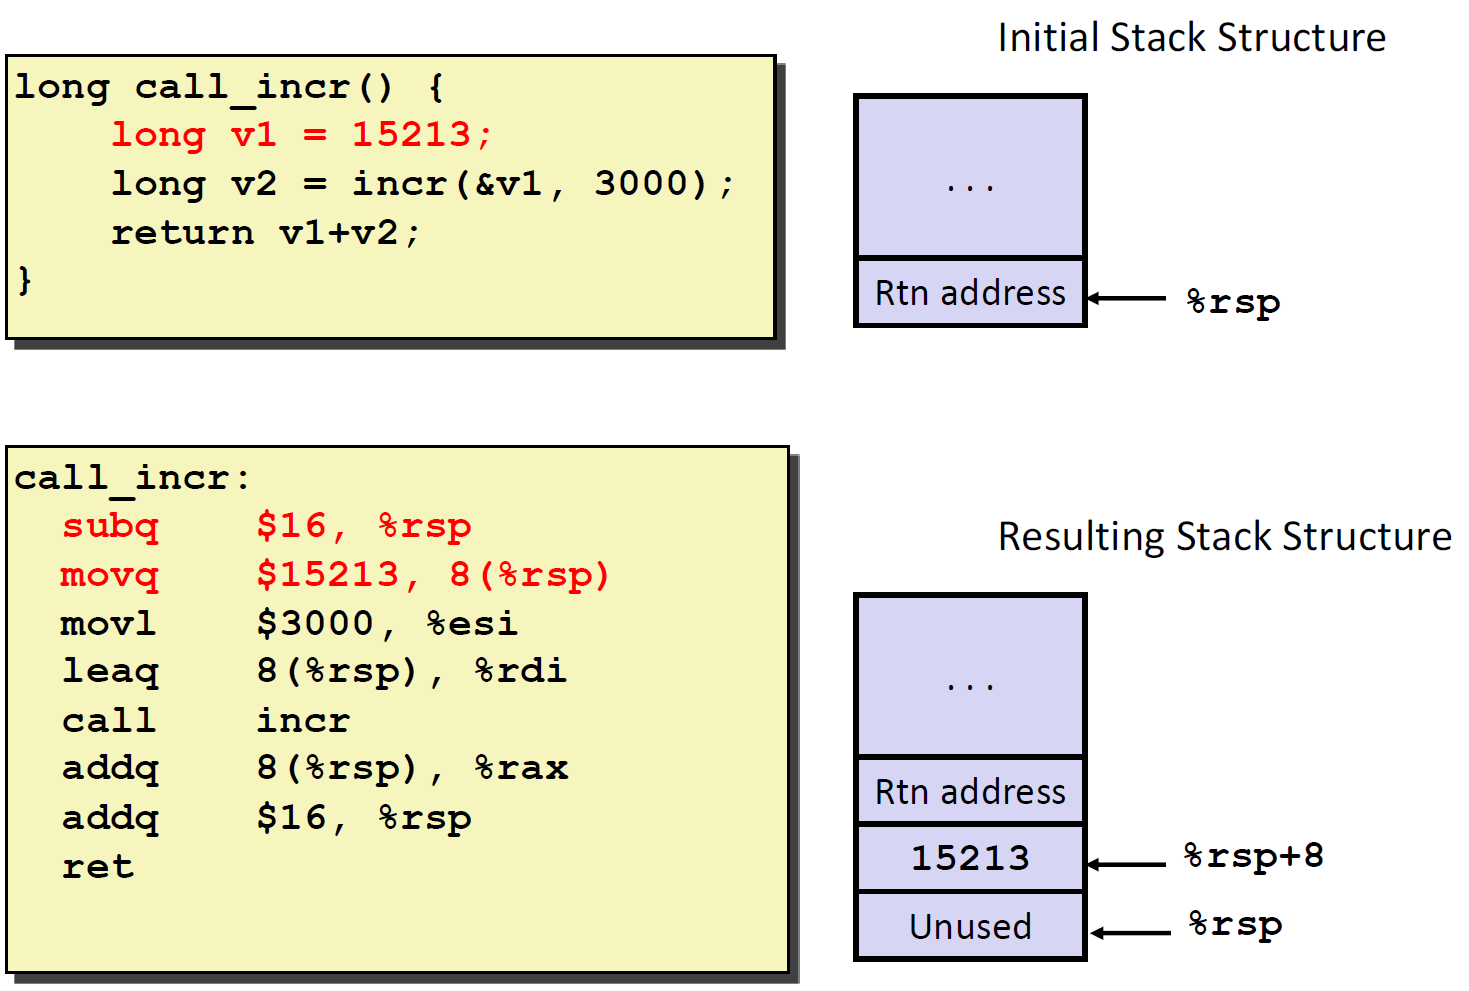 Initial Stack Structure
long call_incr() {
    long v1 = 15213;
    long v2 = incr(&v1, 3000);
    return v1+v2;
}
. . .
Rtn address
%rsp
call_incr:
  subq    $16, %rsp
  movq    $15213, 8(%rsp)
  movl    $3000, %esi
  leaq    8(%rsp), %rdi
  call    incr
  addq    8(%rsp), %rax
  addq    $16, %rsp
  ret
Resulting Stack Structure
. . .
Rtn address
15213
%rsp+8
Unused
%rsp